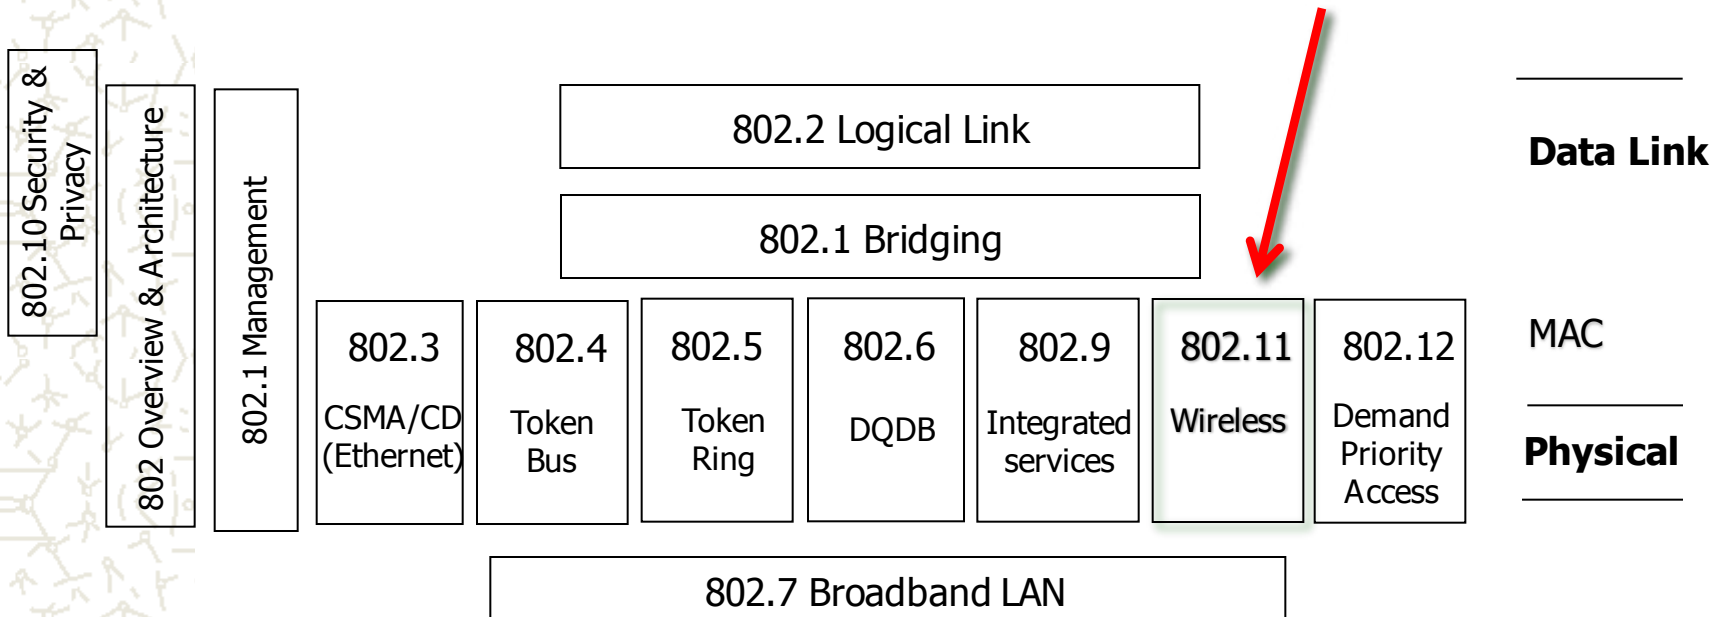 802.10 Security &
Privacy
802 Overview & Architecture
802.1 Management
802.2 Logical Link
802.1 Bridging
802.3
CSMA/CD
(Ethernet)
802.4
Token
Bus
802.5
Token
Ring
802.6
DQDB
802.9
Integrated
services
802.11
Wireless
802.12
Demand
Priority
Access
802.7 Broadband LAN
Data Link
MAC
Physical